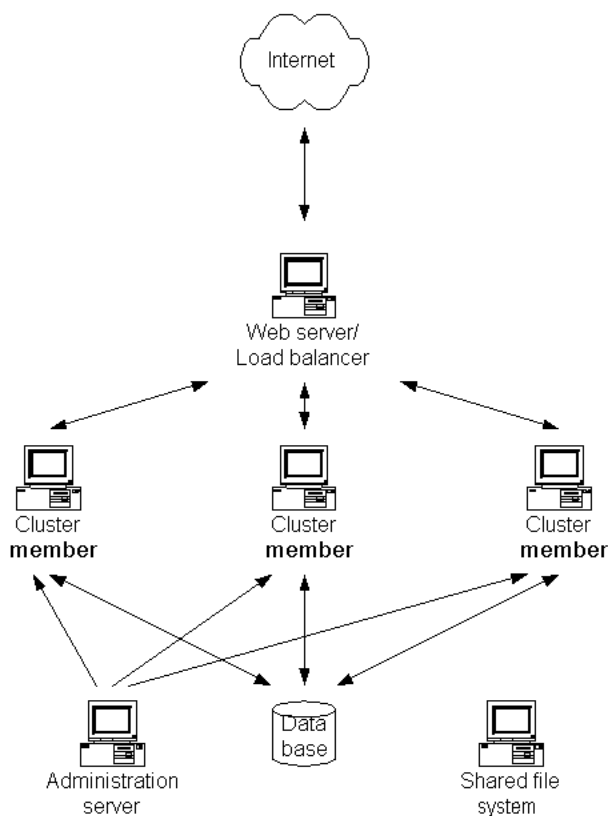 Internet
Web server/
Load balancer
Cluster
member
Cluster
member
Cluster
member
Administration
server
Data
base
Shared file
system